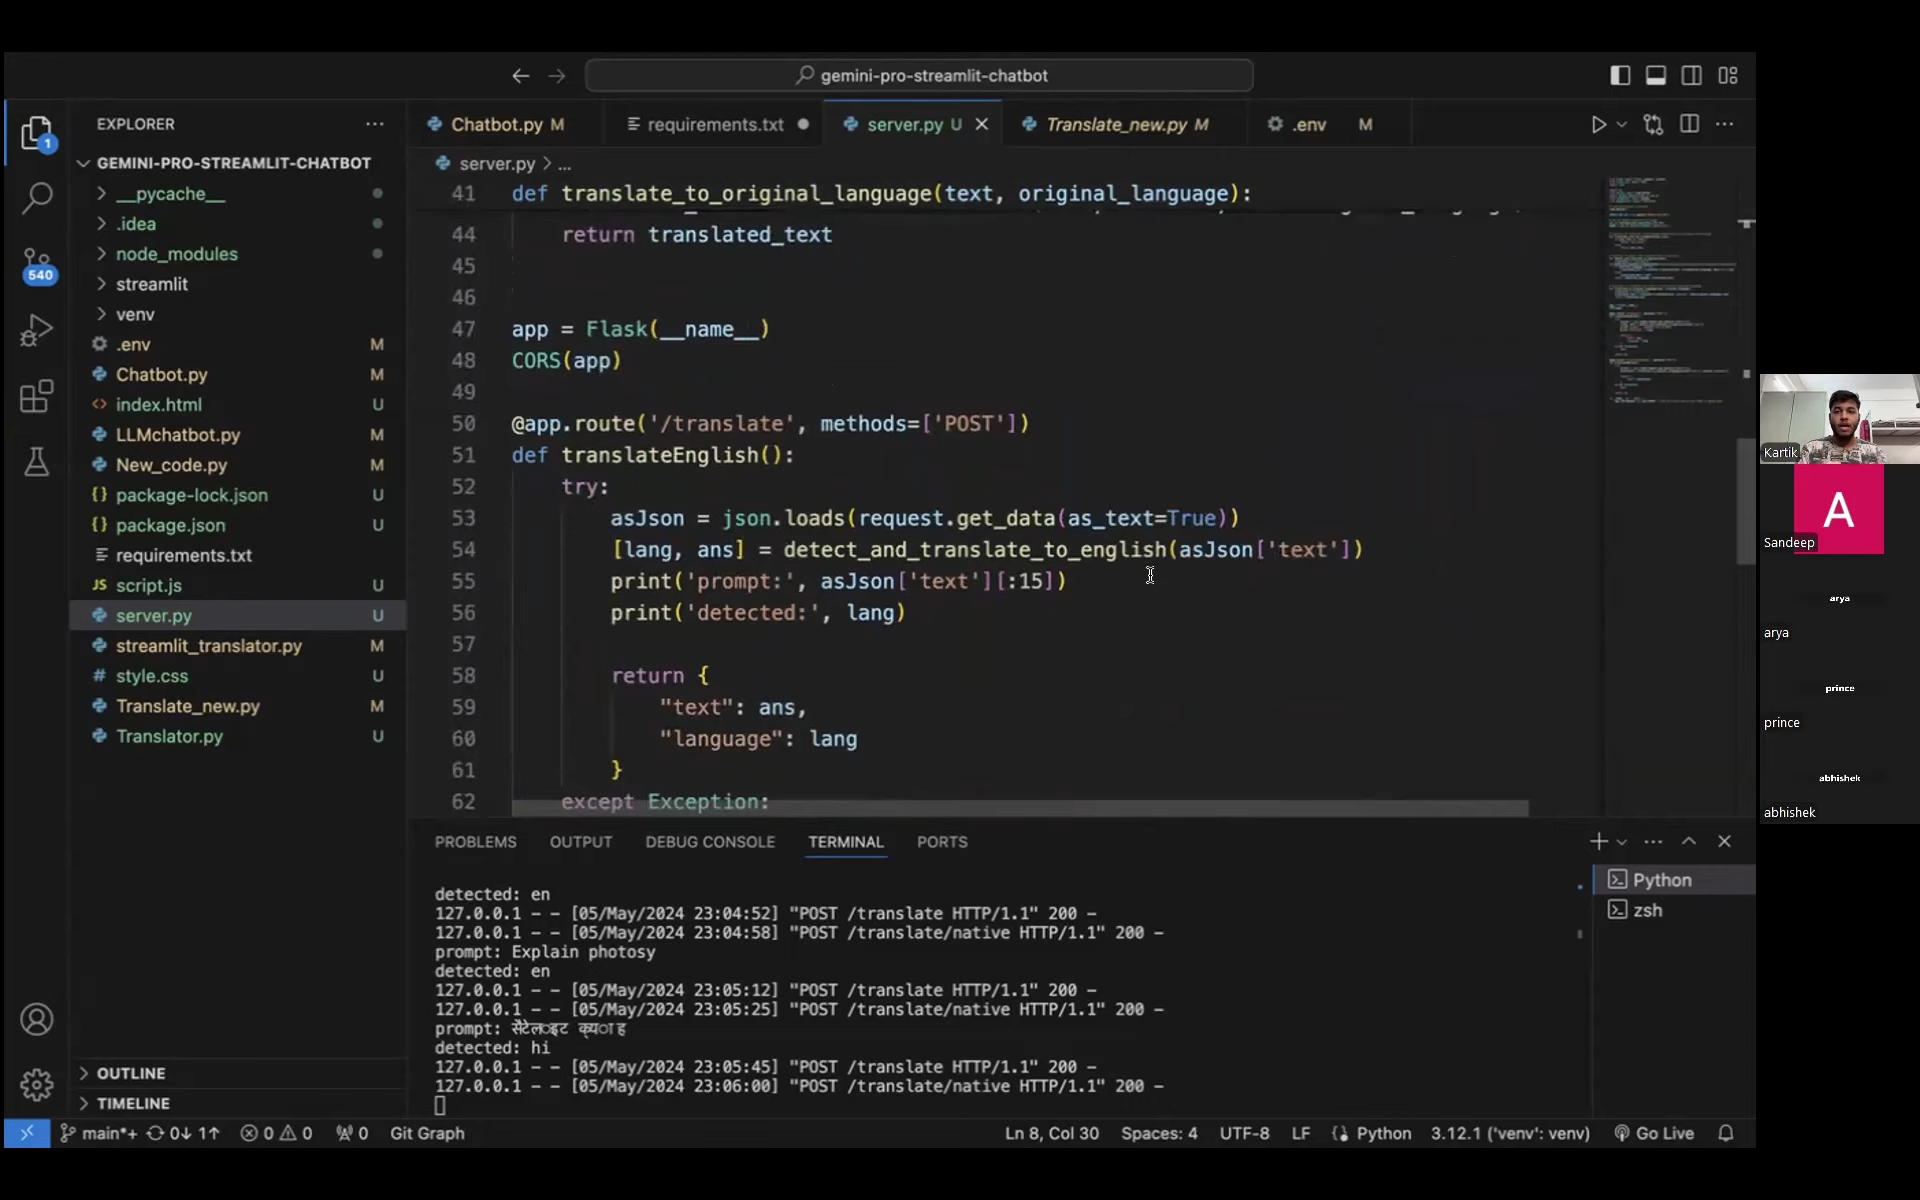 gemini-pro-streamlit-chatbot
EXPLORER
Chatbot.py M
requirements.txt
server.py U
Translate_new.py M
.env M
GEMINI-PRO-STREAMLIT-CHATBOT
server.py > ...
__pycache__
.idea
node_modules
streamlit
venv
.env M
Chatbot.py M
index.html U
LLMchatbot.py M
New_code.py M
package-lock.json U
package.json U
requirements.txt
JS script.js U
server.py U
streamlit_translator.py M
# style.css U
Translate_new.py M
Translator.py U
OUTLINE
TIMELINE
1
540
41 def translate_to_original_language(text, original_language):
44 return translated_text
45
46
47 app = Flask(__name__)
48 CORS(app)
49
50 @app.route('/translate', methods=['POST'])
51 def translateEnglish():
52 try:
53 asJson = json.loads(request.get_data(as_text=True))
54 [lang, ans] = detect_and_translate_to_english(asJson['text'])
55 print('prompt:', asJson['text'][:15])
56 print('detected:', lang)
57
58 return {
59 "text": ans,
60 "language": lang
61 }
62 except Exception:
PROBLEMS OUTPUT DEBUG CONSOLE TERMINAL PORTS
detected: en
127.0.0.1 - - [05/May/2024 23:04:52] "POST /translate HTTP/1.1" 200 -
127.0.0.1 - - [05/May/2024 23:04:58] "POST /translate/native HTTP/1.1" 200 -
prompt: Explain photosy
detected: en
127.0.0.1 - - [05/May/2024 23:05:12] "POST /translate HTTP/1.1" 200 -
127.0.0.1 - - [05/May/2024 23:05:25] "POST /translate/native HTTP/1.1" 200 -
prompt: सैटेलाइट क्या ह
detected: hi
127.0.0.1 - - [05/May/2024 23:05:45] "POST /translate HTTP/1.1" 200 -
127.0.0.1 - - [05/May/2024 23:06:00] "POST /translate/native HTTP/1.1" 200 -
Python
zsh
main*+ 0↓ 1↑ 0 0 0 Git Graph
Ln 8, Col 30 Spaces: 4 UTF-8 LF Python 3.12.1 ('venv': venv) Go Live
Kartik
A
Sandeep
arya
arya
prince
prince
abhishek
abhishek